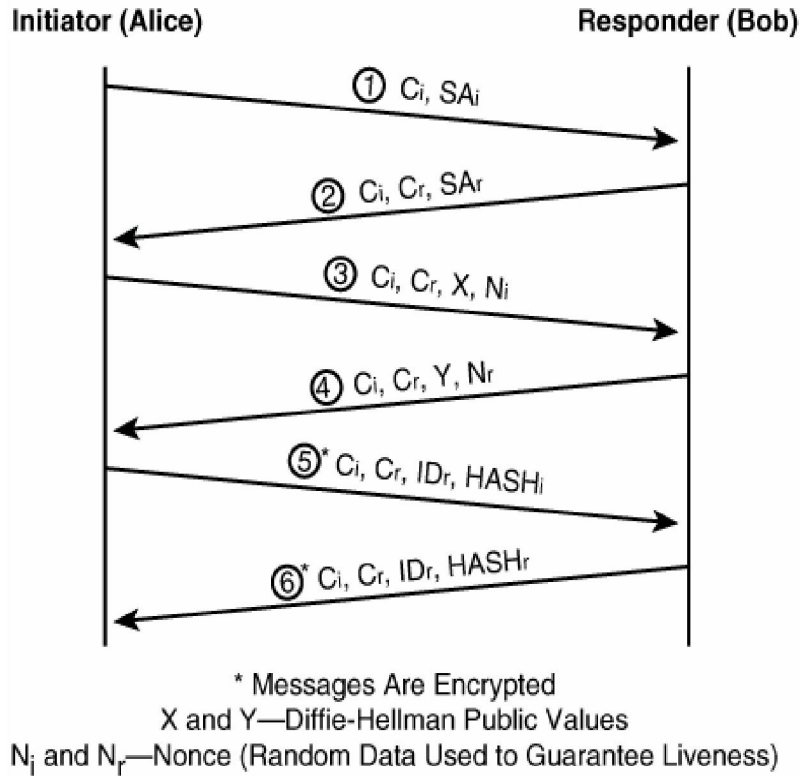 Initiator (Alice) Responder (Bob)
① Ci, SAi
② Ci, Cr, SAr
③ Ci, Cr, X, Ni
④ Ci, Cr, Y, Nr
⑤* Ci, Cr, IDr, HASHi
⑥* Ci, Cr, IDr, HASHr
* Messages Are Encrypted
X and Y—Diffie-Hellman Public Values
Ni and Nr—Nonce (Random Data Used to Guarantee Liveness)